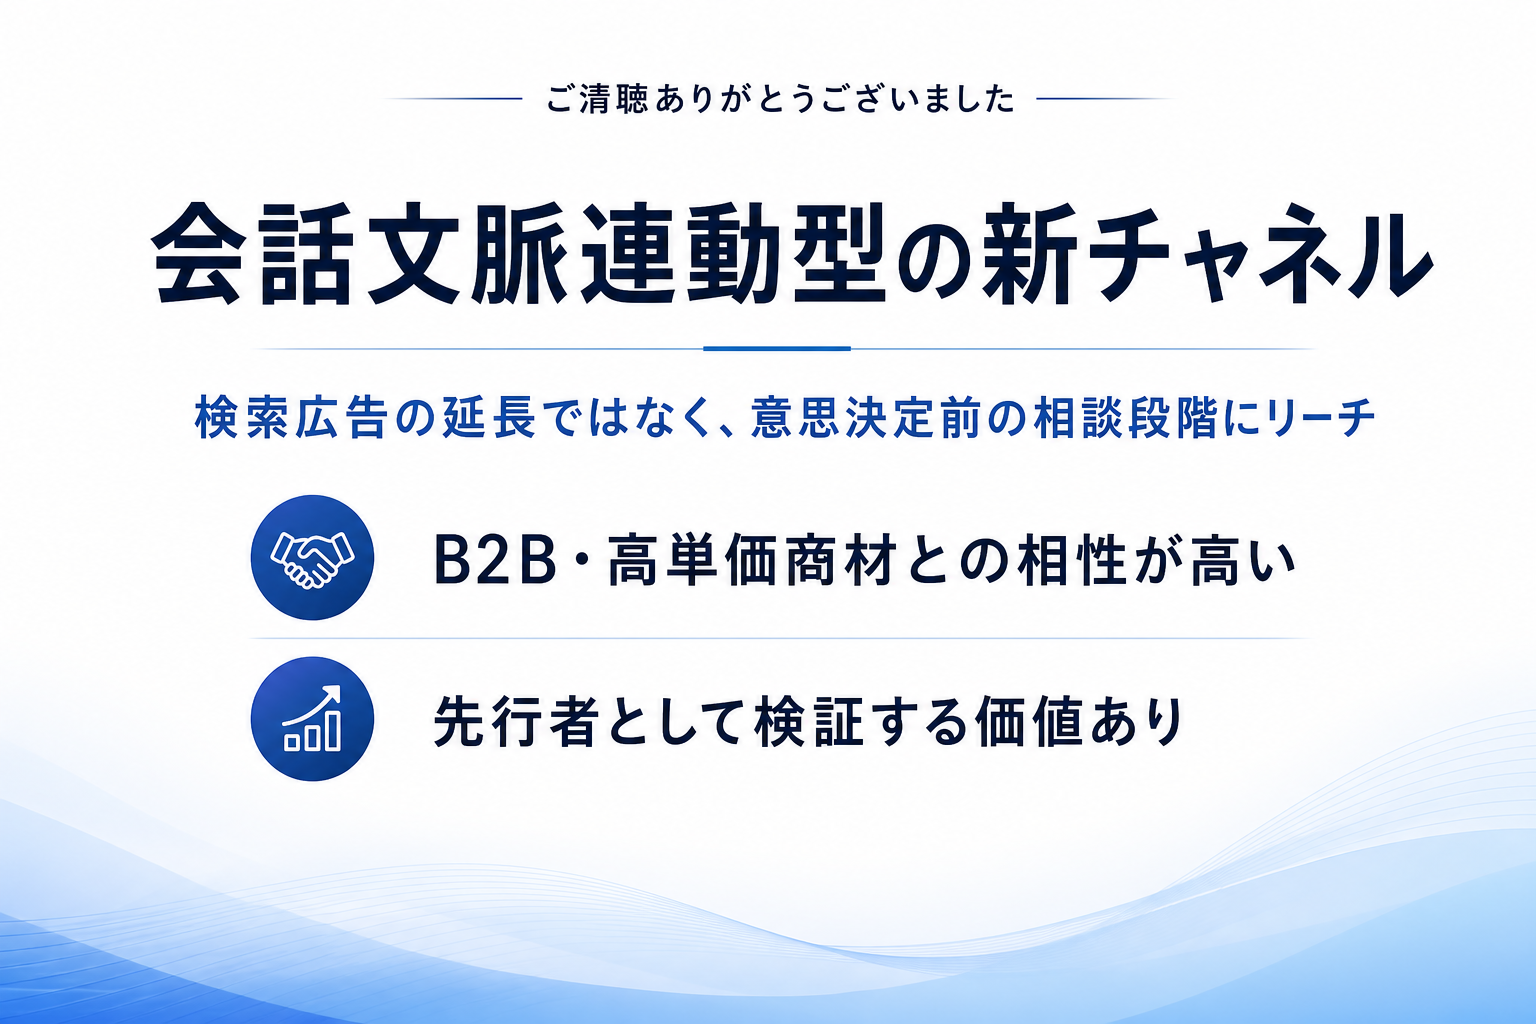 ご清聴ありがとうございました
会話文脈連動型の新チャネル
検索広告の延長ではなく、意思決定前の相談段階にリーチ
B2B・高単価商材との相性が高い
先行者として検証する価値あり